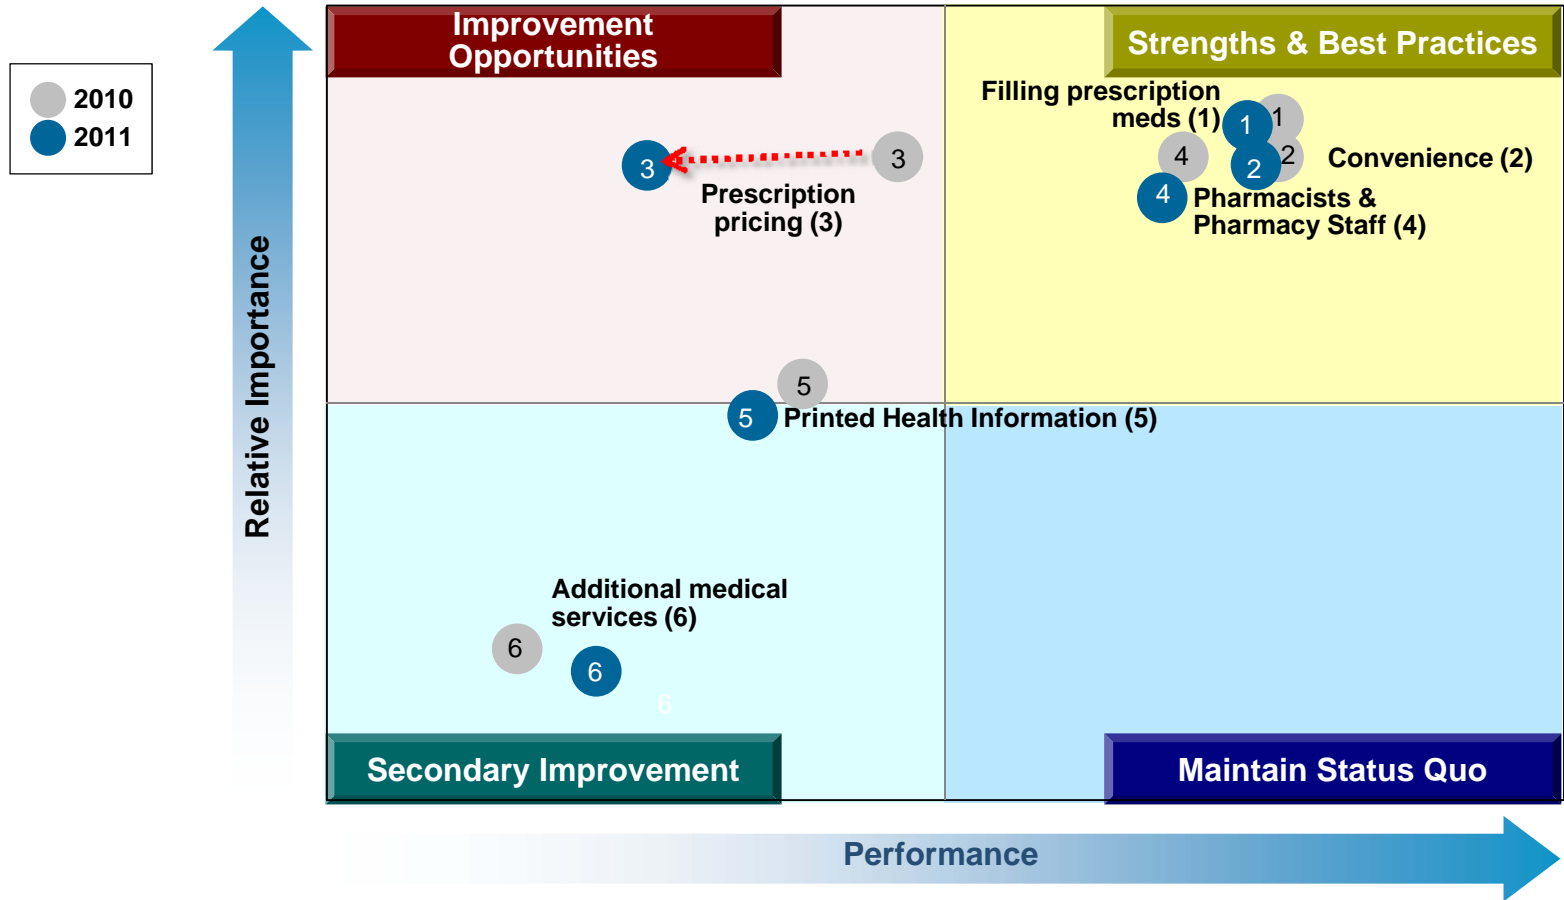 Improvement
Opportunities
Strengths & Best Practices
2010
2011
Filling prescription
meds (1)
1
1
4
2
2
Convenience (2)
3
3
4
Prescription
pricing (3)
Pharmacists &
Pharmacy Staff (4)
Relative Importance
5
5
Printed Health Information (5)
Additional medical
services (6)
6
6
6
Secondary Improvement
Maintain Status Quo
Performance